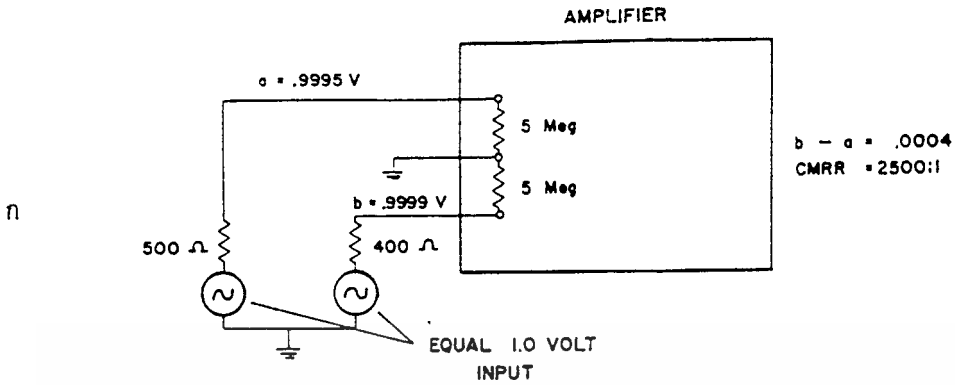 AMPLIFIER
a = .9995 V
5 Meg
b - a = .0004
CMRR = 2500:1
5 Meg
n
b = .9999 V
500 Ω
400 Ω
EQUAL 1.0 VOLT
INPUT